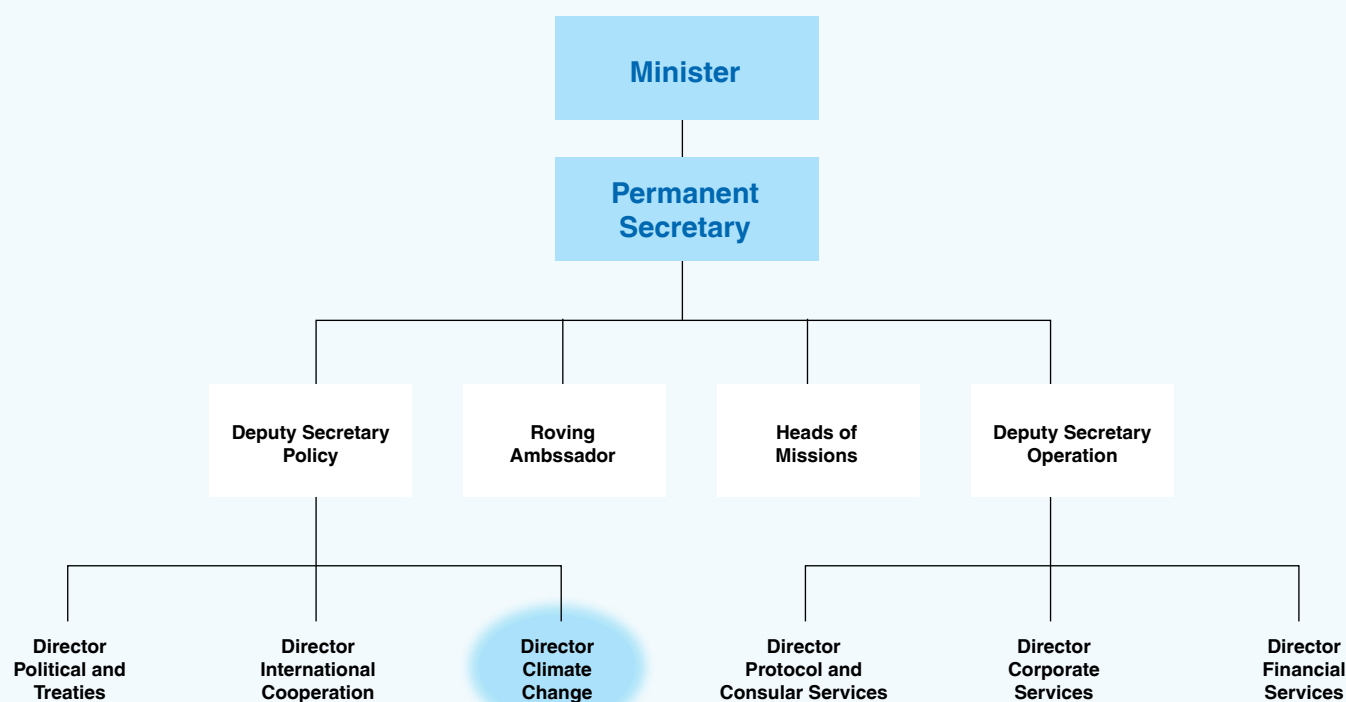 Minister
Permanent
Secretary
Deputy Secretary
Policy
Roving
Ambssador
Heads of
Missions
Deputy Secretary
Operation
Director
Political and
Treaties
Director
International
Cooperation
Director
Climate
Change
Director
Protocol and
Consular Services
Director
Corporate
Services
Director
Financial
Services